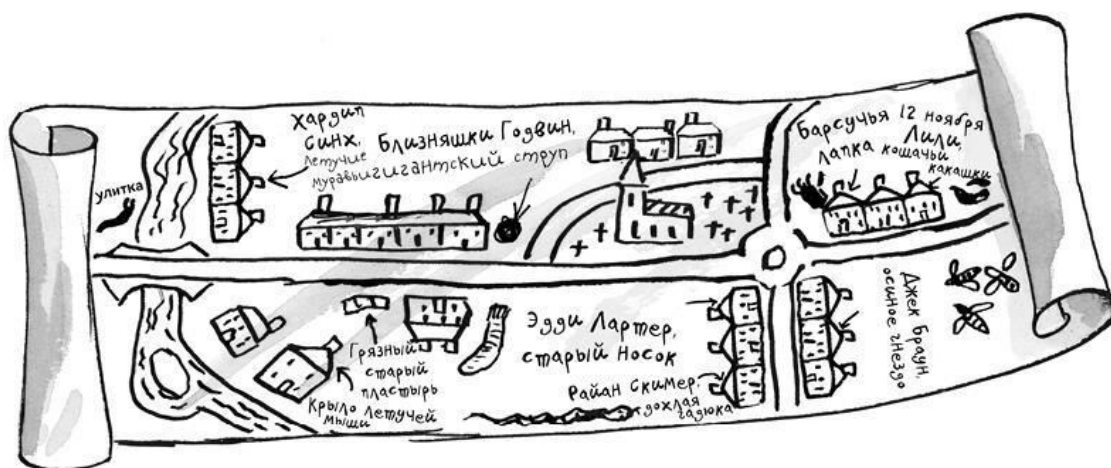 улитка
Хардип
Синх,
летучие
муравьи
Близняшки Годвин,
гигантский струп
Барсучья
лапка
12 ноября
Лили,
кошачьи
какашки
Грязный
старый
пластырь
Крыло летучей
мыши
Эдди Лартер,
старый носок
Райан Скимер,
дохлая
гадюка
Джек Браун,
осиное гнездо